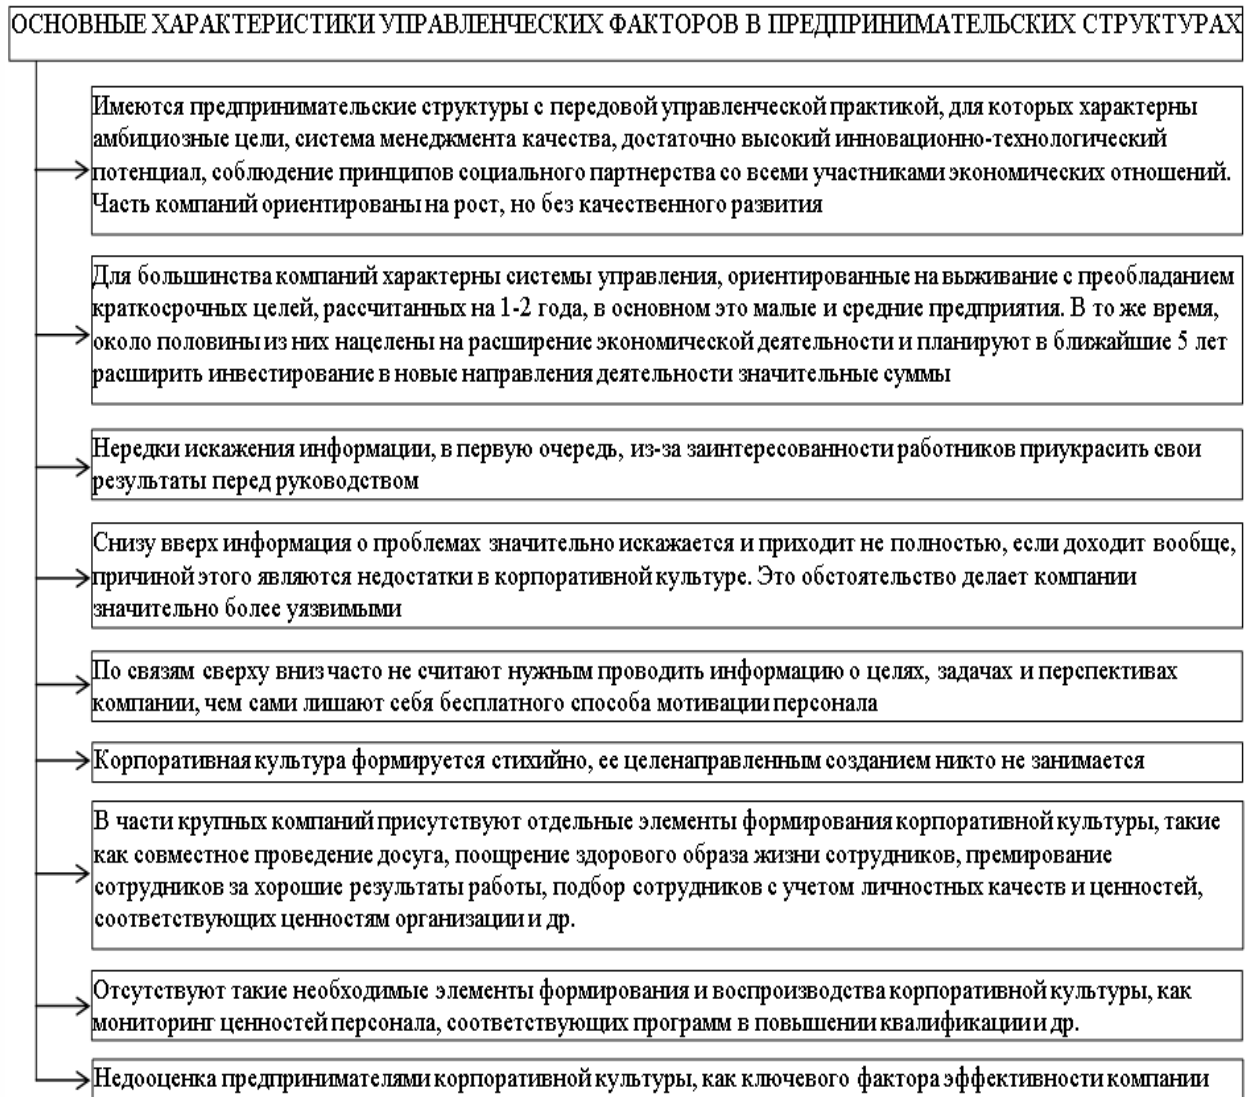 ОСНОВНЫЕ ХАРАКТЕРИСТИКИ УПРАВЛЕНЧЕСКИХ ФАКТОРОВ В ПРЕДПРИНИМАТЕЛЬСКИХ СТРУКТУРАХ
Имеются предпринимательские структуры с передовой управленческой практикой, для которых характерны
амбициозные цели, система менеджмента качества, достаточно высокий инновационно-технологический
потенциал, соблюдение принципов социального партнерства со всеми участниками экономических отношений.
Часть компаний ориентированы на рост, но без качественного развития
Для большинства компаний характерны системы управления, ориентированные на выживание с преобладанием
краткосрочных целей, рассчитанных на 1-2 года, в основном это малые и средние предприятия. В то же время,
около половины из них нацелены на расширение экономической деятельности и планируют в ближайшие 5 лет
расширить инвестирование в новые направления деятельности значительные суммы
Нередки искажения информации, в первую очередь, из-за заинтересованности работников приукрасить свои
результаты перед руководством
Снизу вверх информация о проблемах значительно искажается и приходит не полностью, если доходит вообще,
причиной этого являются недостатки в корпоративной культуре. Это обстоятельство делает компании
значительно более уязвимыми
По связям сверху вниз часто не считают нужным проводить информацию о целях, задачах и перспективах
компании, чем сами лишают себя бесплатного способа мотивации персонала
Корпоративная культура формируется стихийно, ее целенаправленным созданием никто не занимается
В части крупных компаний присутствуют отдельные элементы формирования корпоративной культуры, такие
как совместное проведение досуга, поощрение здорового образа жизни сотрудников, премирование
сотрудников за хорошие результаты работы, подбор сотрудников с учетом личностных качеств и ценностей,
соответствующих ценностям организации и др.
Отсутствуют такие необходимые элементы формирования и воспроизводства корпоративной культуры, как
мониторинг ценностей персонала, соответствующих программ в повышении квалификации и др.
Недооценка предпринимателями корпоративной культуры, как ключевого фактора эффективности компании